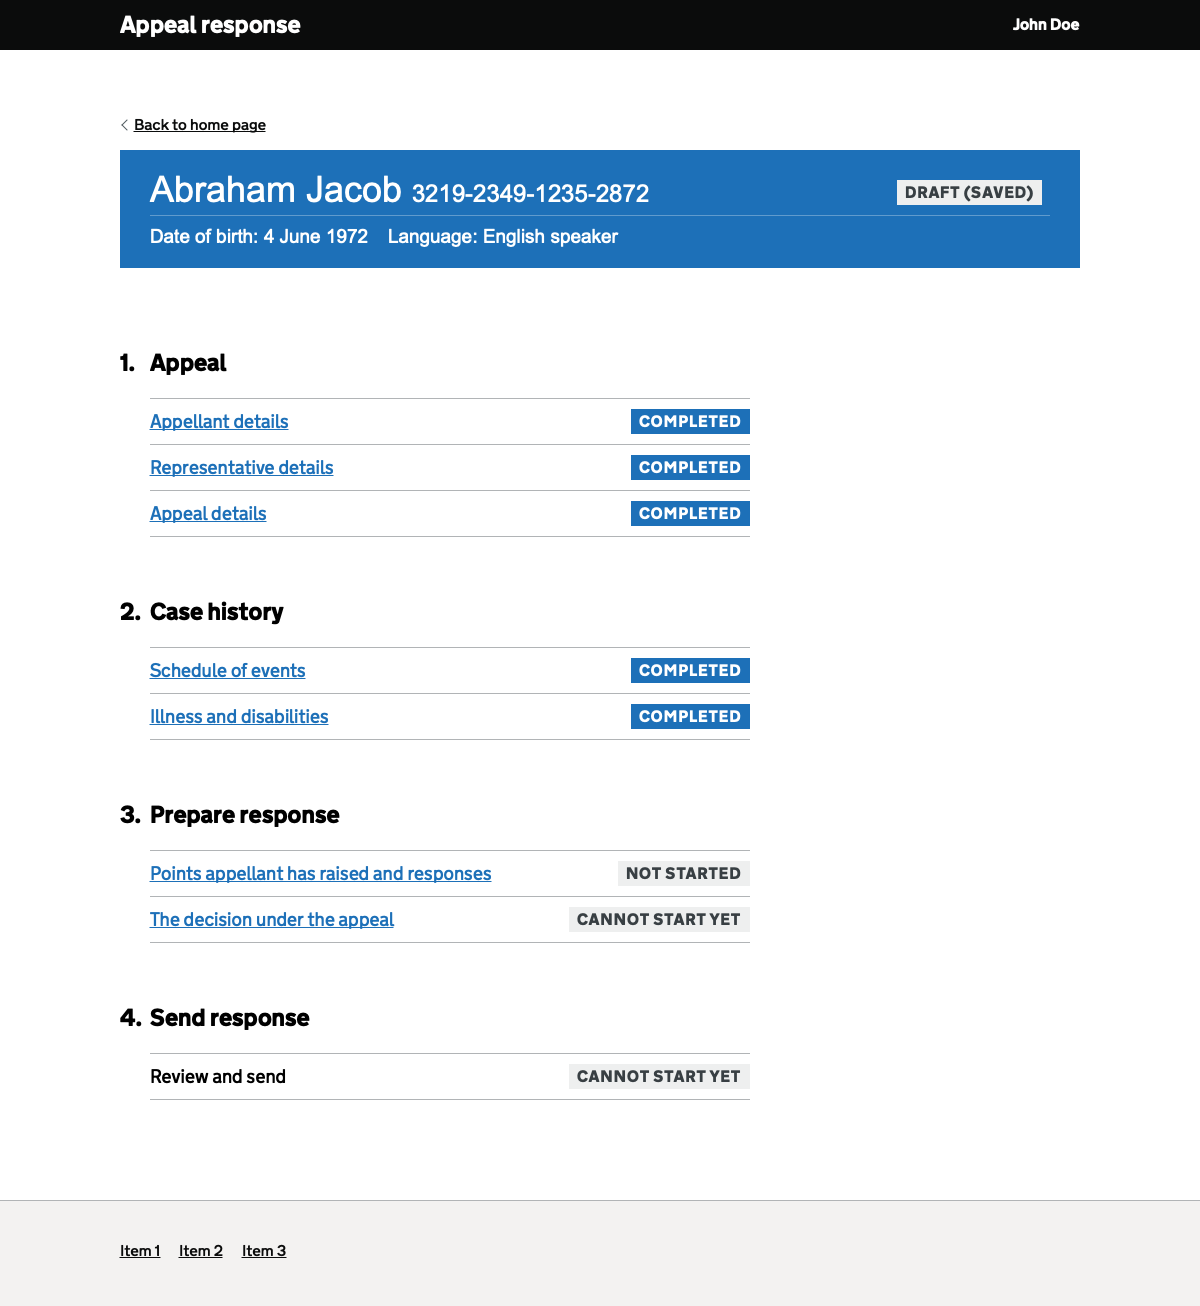 Appeal response John Doe
Back to home page
Abraham Jacob 3219-2349-1235-2872 DRAFT (SAVED)
Date of birth: 4 June 1972 Language: English speaker
1. Appeal
Appellant details COMPLETED
Representative details COMPLETED
Appeal details COMPLETED
2. Case history
Schedule of events COMPLETED
Illness and disabilities COMPLETED
3. Prepare response
Points appellant has raised and responses NOT STARTED
The decision under the appeal CANNOT START YET
4. Send response
Review and send CANNOT START YET
Item 1 Item 2 Item 3